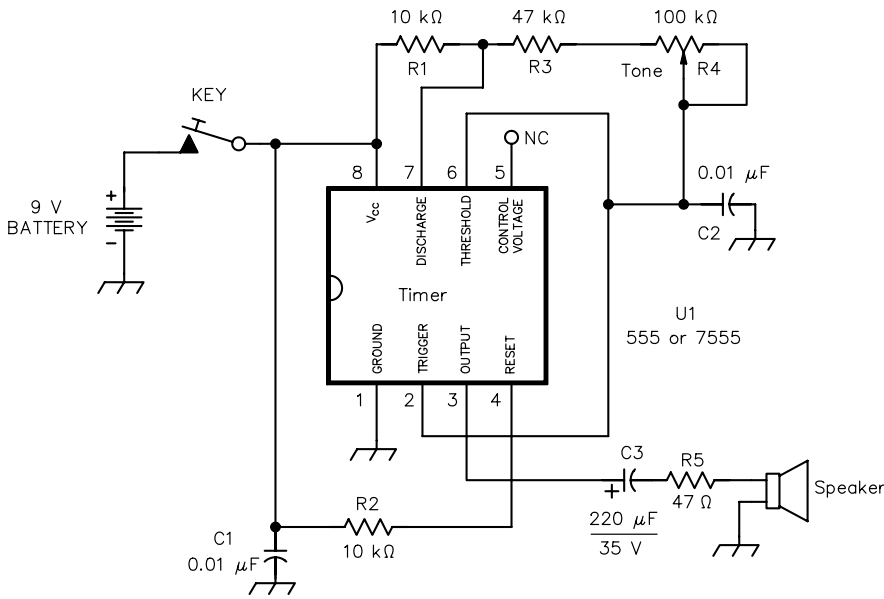 10 kΩ
47 kΩ
100 kΩ
R1
R3
Tone
R4
KEY
NC
8
7
6
5
0.01 μF
C2
+
9 V
BATTERY
−
Vcc
DISCHARGE
THRESHOLD
CONTROL
VOLTAGE
Timer
U1
555 or 7555
GROUND
TRIGGER
OUTPUT
RESET
1
2
3
4
C3
+
220 μF
35 V
R5
47 Ω
Speaker
R2
10 kΩ
C1
0.01 μF